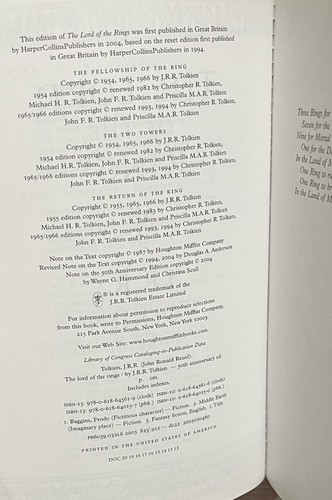 This edition of The Lord of the Rings was first published in Great Britain
by HarperCollinsPublishers in 2004, based on the reset edition first published
in Great Britain by HarperCollinsPublishers in 1994.
THE FELLOWSHIP OF THE RING
Copyright © 1954, 1965, 1966 by J.R.R. Tolkien
1954 edition copyright © renewed 1982 by Christopher R. Tolkien,
Michael H. R. Tolkien, John F. R. Tolkien and Priscilla M.A.R. Tolkien
1965/1966 editions copyright © renewed 1993, 1994 by Christopher R. Tolkien,
John F. R. Tolkien and Priscilla M.A.R. Tolkien
THE TWO TOWERS
Copyright © 1954, 1965, 1966 by J.R.R. Tolkien
1954 edition copyright © renewed 1982 by Christopher R. Tolkien,
Michael H.R. Tolkien, John F. R. Tolkien and Priscilla M.A.R. Tolkien
1965/1966 editions copyright © renewed 1993, 1994 by Christopher R. Tolkien,
John F. R. Tolkien and Priscilla M.A.R. Tolkien
THE RETURN OF THE KING
Copyright © 1955, 1965, 1966 by J.R.R. Tolkien
1955 edition copyright © renewed 1983 by Christopher R. Tolkien,
Michael H. R. Tolkien, John F. R. Tolkien and Priscilla M.A.R. Tolkien
1965/1966 editions copyright © renewed 1993, 1994 by Christopher R. Tolkien,
John F. R. Tolkien and Priscilla M.A.R. Tolkien
Note on the Text copyright © 1987 by Houghton Mifflin Company
Revised Note on the Text copyright © 1994, 2004 by Douglas A. Anderson
Note on the 50th Anniversary Edition copyright © 2004
by Wayne G. Hammond and Christina Scull
® is a registered trademark of the
J.R.R. Tolkien Estate Limited
For information about permission to reproduce selections
from this book, write to Permissions, Houghton Mifflin Company,
215 Park Avenue South, New York, New York 10003.
Visit our Web Site: www.houghtonmifflinbooks.com.
Library of Congress Cataloging-in-Publication Data
Tolkien, J.R.R. (John Ronald Reuel)
The lord of the rings / by J.R.R. Tolkien. — 50th anniversary ed.
p. cm.
Includes indexes.
ISBN-13: 978-0-618-64561-9 (cloth) ISBN-10: 0-618-64561-6 (cloth)
ISBN-13: 978-0-618-64015-7 (pbk.) ISBN-10: 0-618-64015-0 (pbk.)
1. Baggins, Frodo (Fictitious character) — Fiction. 2. Middle Earth
(Imaginary place) — Fiction. 3. Fantasy fiction, English. I. Title
PR6039.O32L6 2005 823'.912 — dc22
PRINTED IN THE UNITED STATES OF AMERICA
DOC 20 19 18 17 16 15 14 13 12
Three Rings for
Seven for the
Nine for Mortal
One for the Da
In the Land of M
One Ring to ru
One Ring to br
In the Land of M